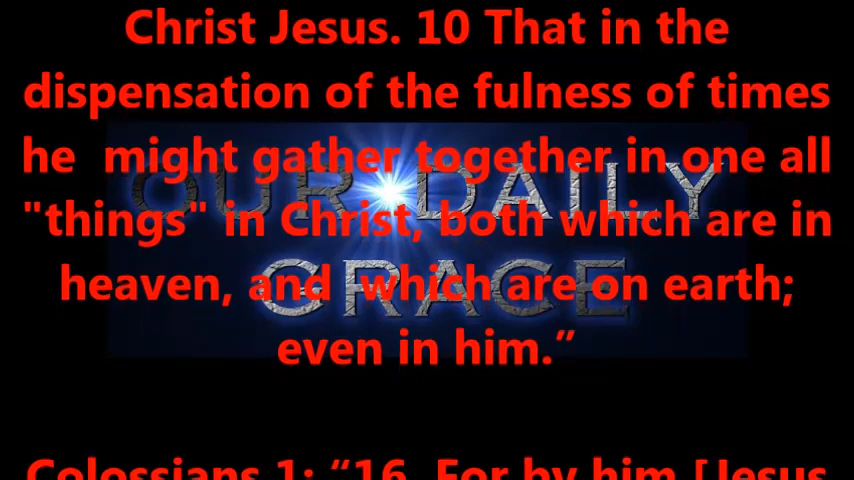 Christ Jesus. 10 That in the
dispensation of the fulness of times
he might gather together in one all
"things" in Christ, both which are in
heaven, and which are on earth;
even in him.”
Colossians 1: “16 For by him [Jesus
OUR DAILY
GRACE